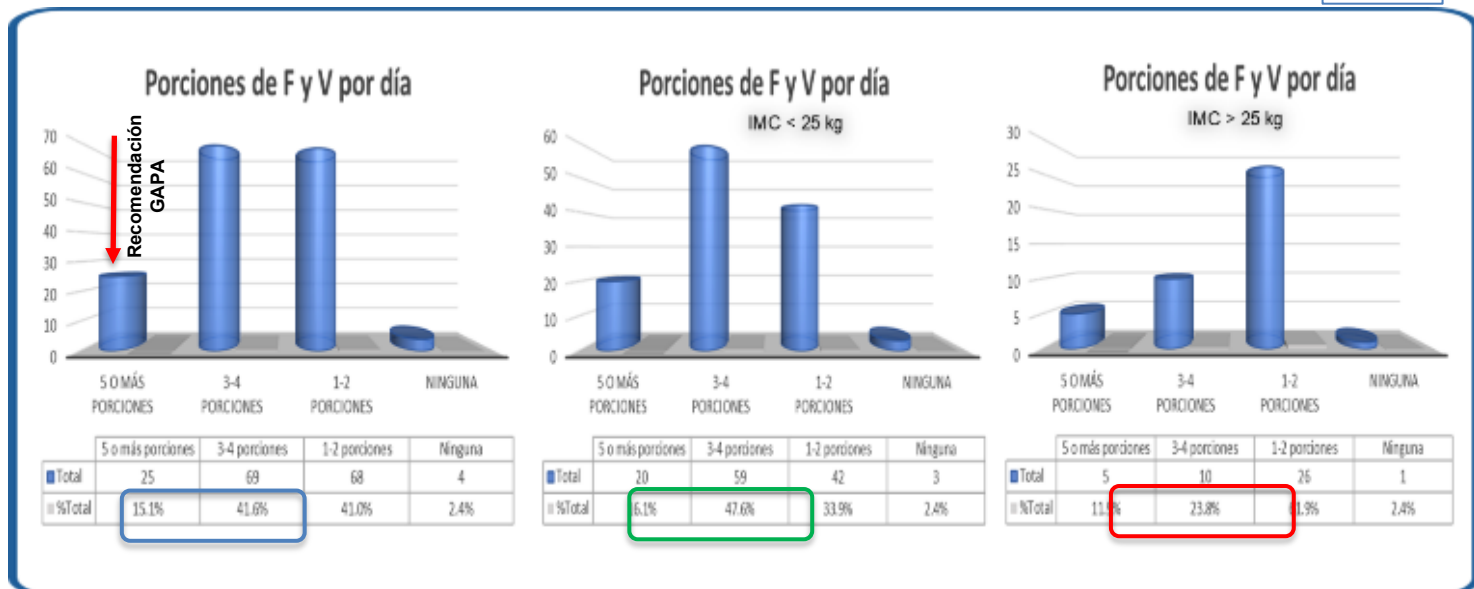 Porciones de F y V por día
70
60
50
40
30
20
10
0
Recomendación
GAPA
5 O MÁS
PORCIONES
3-4
PORCIONES
1-2
PORCIONES
NINGUNA
5 o más porciones 3-4 porciones 1-2 porciones Ninguna
Total 25 69 68 4
%Total 15.1% 41.6% 41.0% 2.4%
Porciones de F y V por día
IMC < 25 kg
60
50
40
30
20
10
0
5 O MÁS
PORCIONES
3-4
PORCIONES
1-2
PORCIONES
NINGUNA
5 o más porciones 3-4 porciones 1-2 porciones Ninguna
Total 20 59 42 3
%Total 6.1% 47.6% 33.9% 2.4%
Porciones de F y V por día
IMC > 25 kg
30
25
20
15
10
5
0
5 O MÁS
PORCIONES
3-4
PORCIONES
1-2
PORCIONES
NINGUNA
5 o más porciones 3-4 porciones 1-2 porciones Ninguna
Total 5 10 26 1
%Total 23.8% 2.4%